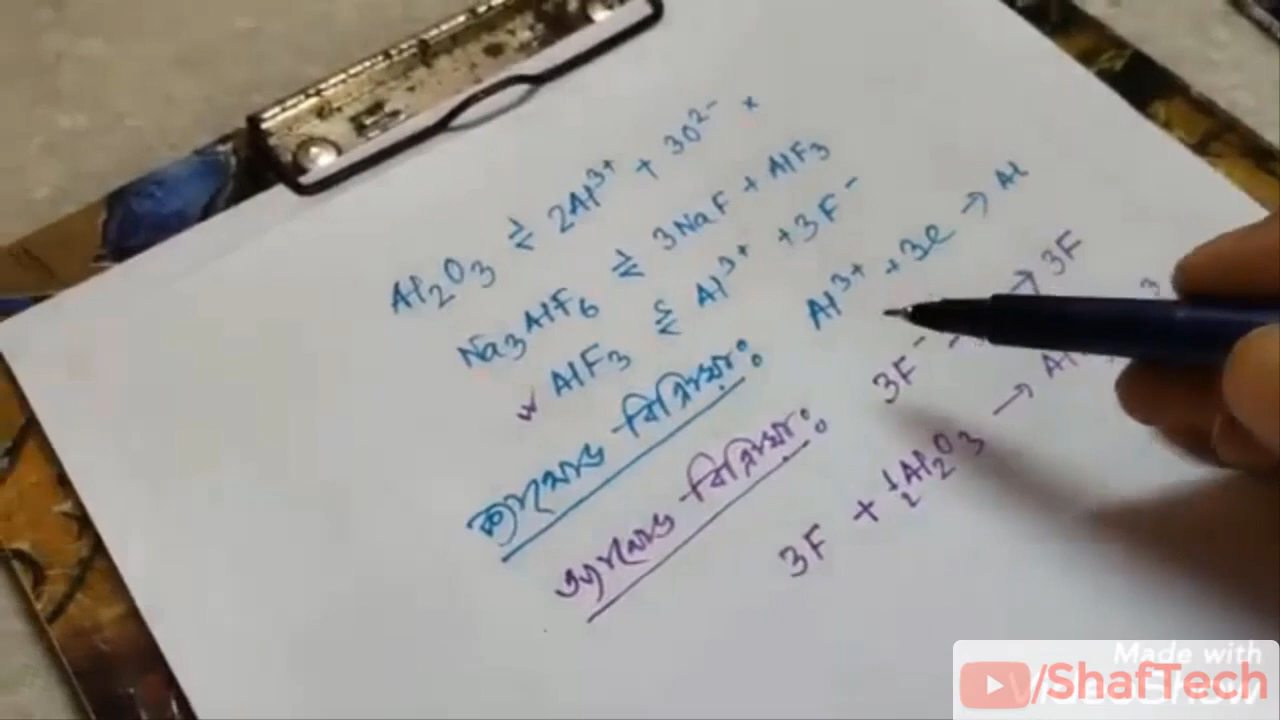 Al₂O₃ ⇌ 2Al³⁺ + 3O²⁻ ×
Na₃AlF₆ ⇌ 3NaF + AlF₃
AlF₃ ⇌ Al³⁺ + 3F⁻
ক্যাথোড বিক্রিয়া: Al³⁺ + 3e → Al
অ্যানোড বিক্রিয়া: 3F⁻ → 3F
3F + ½Al₂O₃ →
Made with
/ShafTech